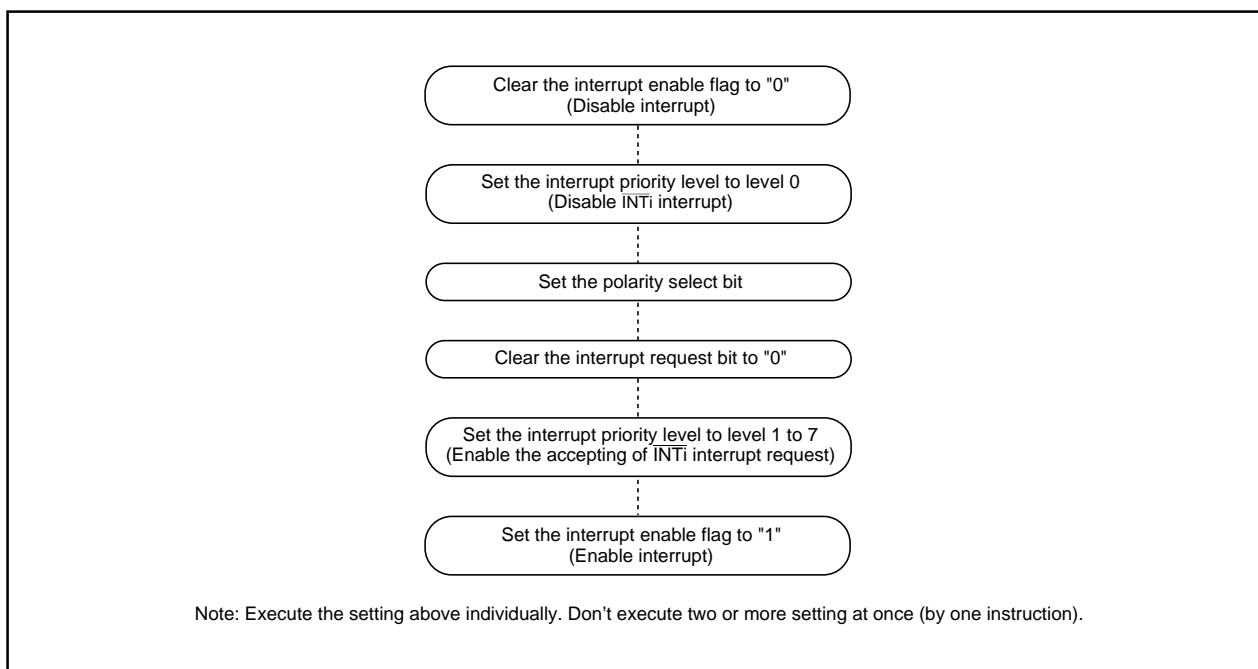 Clear the interrupt enable flag to "0"
(Disable interrupt)
Set the interrupt priority level to level 0
(Disable INTi interrupt)
Set the polarity select bit
Clear the interrupt request bit to "0"
Set the interrupt priority level to level 1 to 7
(Enable the accepting of INTi interrupt request)
Set the interrupt enable flag to "1"
(Enable interrupt)
Note: Execute the setting above individually. Don’t execute two or more setting at once (by one instruction).